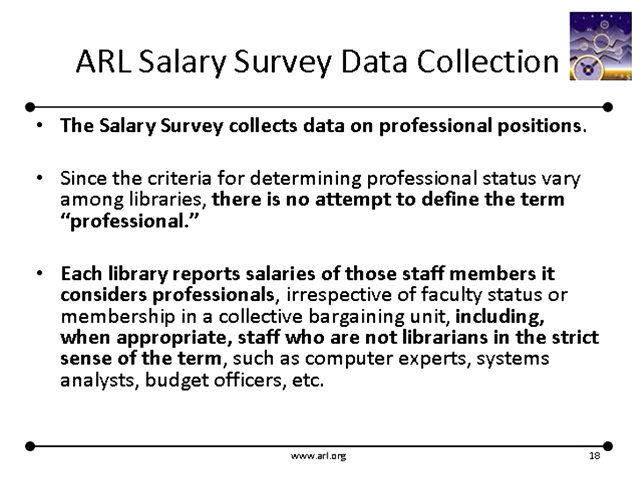 ARL Salary Survey Data Collection
• The Salary Survey collects data on professional positions.
• Since the criteria for determining professional status vary
among libraries, there is no attempt to define the term
“professional.”
• Each library reports salaries of those staff members it
considers professionals, irrespective of faculty status or
membership in a collective bargaining unit, including,
when appropriate, staff who are not librarians in the strict
sense of the term, such as computer experts, systems
analysts, budget officers, etc.
www.arl.org
18